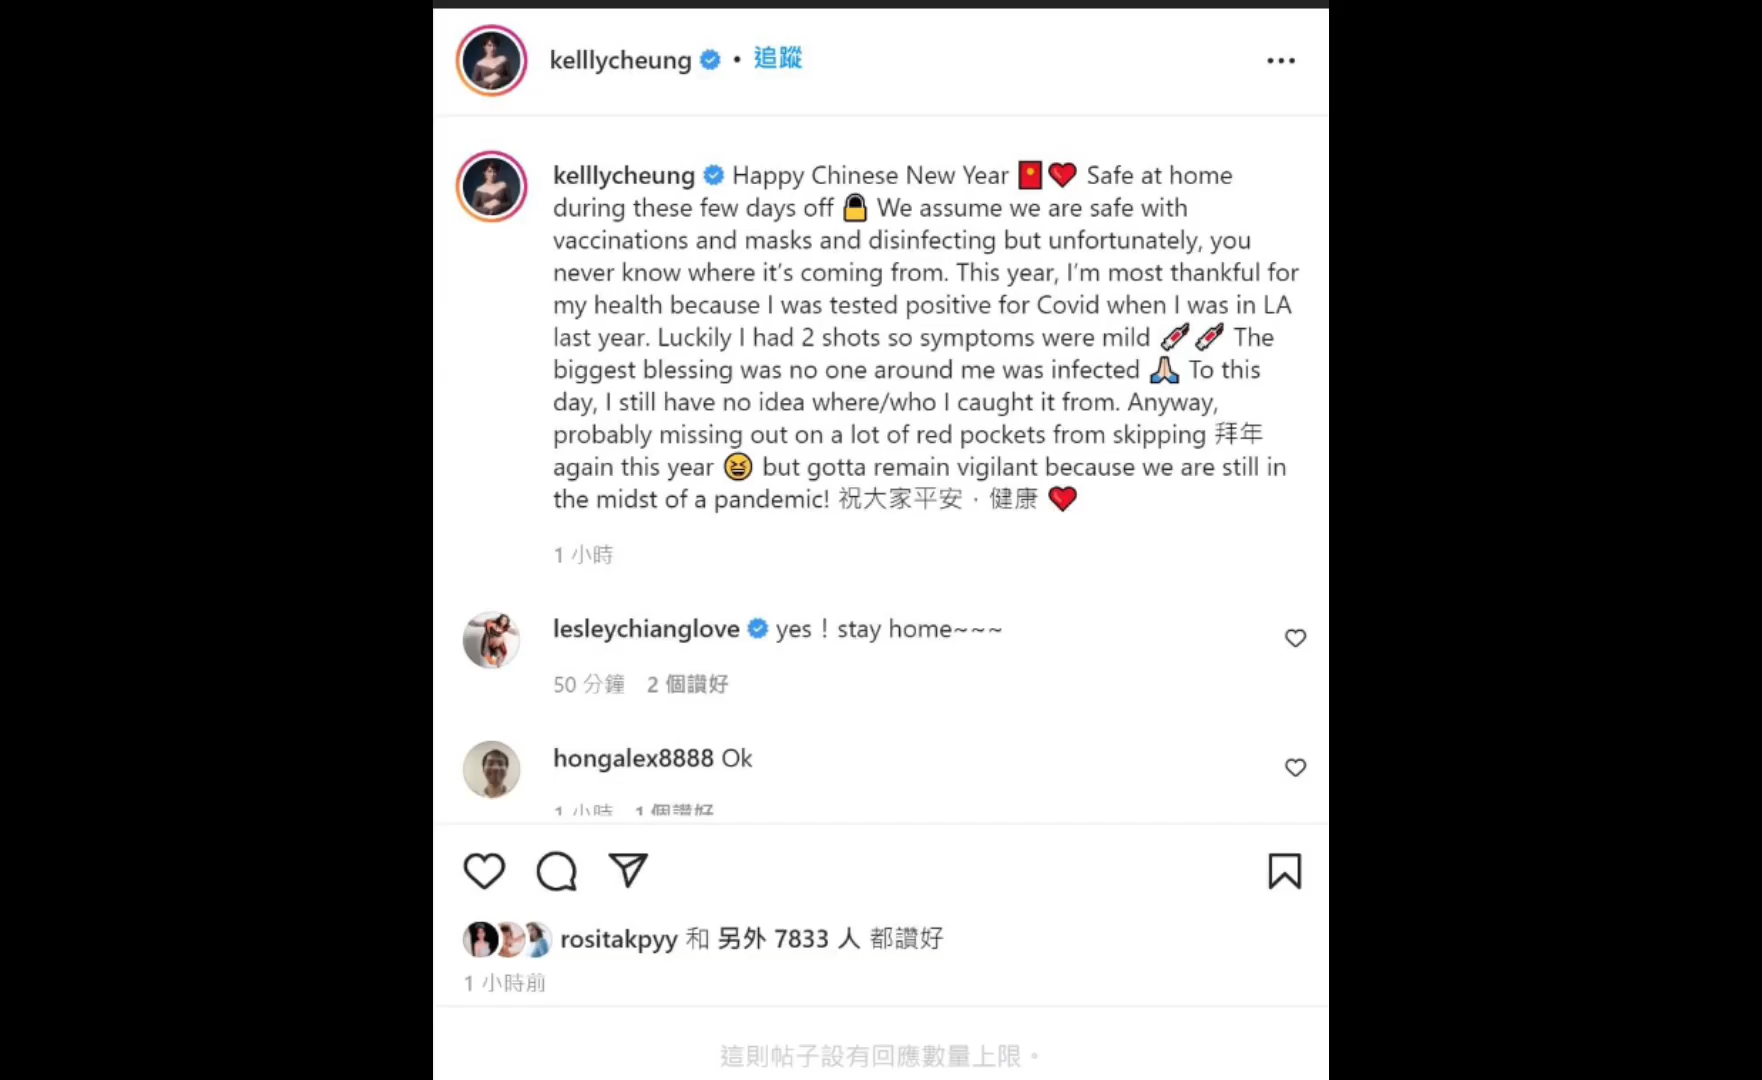 kelllycheung • 追蹤
kelllycheung Happy Chinese New Year 🧧❤️ Safe at home
during these few days off 🔒 We assume we are safe with
vaccinations and masks and disinfecting but unfortunately, you
never know where it's coming from. This year, I'm most thankful for
my health because I was tested positive for Covid when I was in LA
last year. Luckily I had 2 shots so symptoms were mild 💉💉 The
biggest blessing was no one around me was infected 🙏🏻 To this
day, I still have no idea where/who I caught it from. Anyway,
probably missing out on a lot of red pockets from skipping 拜年
again this year 😆 but gotta remain vigilant because we are still in
the midst of a pandemic! 祝大家平安，健康 ❤️
1 小時
lesleychianglove yes！stay home~~~
50 分鐘 2 個讚好
hongalex8888 Ok
1 小時 1 個讚好
rositakpyy 和 另外 7833 人 都讚好
1 小時前
這則帖子設有回應數量上限。